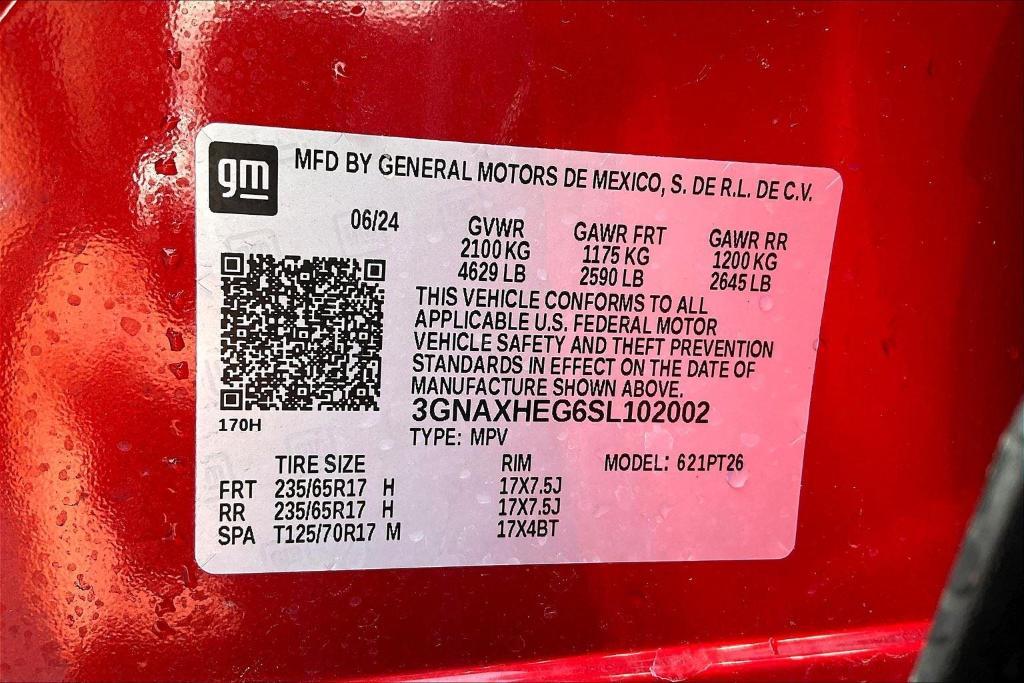 gm
MFD BY GENERAL MOTORS DE MEXICO, S. DE R.L. DE C.V.
06/24 GVWR GAWR FRT GAWR RR
2100 KG 1175 KG 1200 KG
4629 LB 2590 LB 2645 LB
THIS VEHICLE CONFORMS TO ALL
APPLICABLE U.S. FEDERAL MOTOR
VEHICLE SAFETY AND THEFT PREVENTION
STANDARDS IN EFFECT ON THE DATE OF
MANUFACTURE SHOWN ABOVE.
3GNAXHEG6SL102002
170H
TYPE: MPV
TIRE SIZE RIM MODEL: 621PT26
FRT 235/65R17 H 17X7.5J
RR 235/65R17 H 17X7.5J
SPA T125/70R17 M 17X4BT